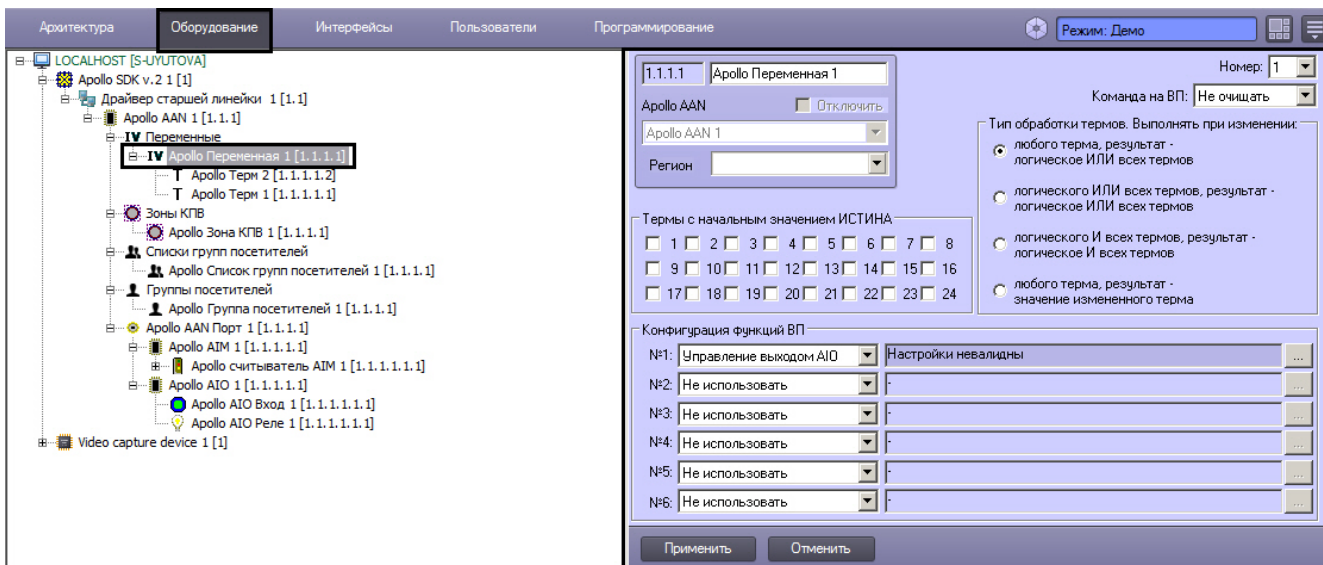 Архитектура Оборудование Интерфейсы Пользователи Программирование Режим: Демо
LOCALHOST [S-UYUTOVA]
Apollo SDK v.2 1 [1]
Драйвер старшей линейки 1 [1.1]
Apollo AAN 1 [1.1.1]
IV Переменные
IV Apollo Переменная 1 [1.1.1.1]
T Apollo Терм 2 [1.1.1.1.2]
T Apollo Терм 1 [1.1.1.1.1]
Зоны КПВ
Apollo Зона КПВ 1 [1.1.1.1]
Списки групп посетителей
Apollo Список групп посетителей 1 [1.1.1.1]
Группы посетителей
Apollo Группа посетителей 1 [1.1.1.1]
Apollo AAN Порт 1 [1.1.1.1]
Apollo AIM 1 [1.1.1.1.1]
Apollo считыватель AIM 1 [1.1.1.1.1.1]
Apollo AIO 1 [1.1.1.1.1]
Apollo AIO Вход 1 [1.1.1.1.1.1]
Apollo AIO Реле 1 [1.1.1.1.1.1]
Video capture device 1 [1]
1.1.1.1 Apollo Переменная 1
Apollo AAN Отключить
Apollo AAN 1
Регион
Номер: 1
Команда на ВП: Не очищать
Тип обработки термов. Выполнять при изменении:
любого терма, результат -
логическое ИЛИ всех термов
логического ИЛИ всех термов, результат -
логическое ИЛИ всех термов
логического И всех термов, результат -
логическое И всех термов
любого терма, результат -
значение измененного терма
Термы с начальным значением ИСТИНА
1 2 3 4 5 6 7 8
9 10 11 12 13 14 15 16
17 18 19 20 21 22 23 24
Конфигурация функций ВП
№1: Управление выходом AIO Настройки невалидны ...
№2: Не использовать - ...
№3: Не использовать - ...
№4: Не использовать - ...
№5: Не использовать - ...
№6: Не использовать - ...
Применить Отменить